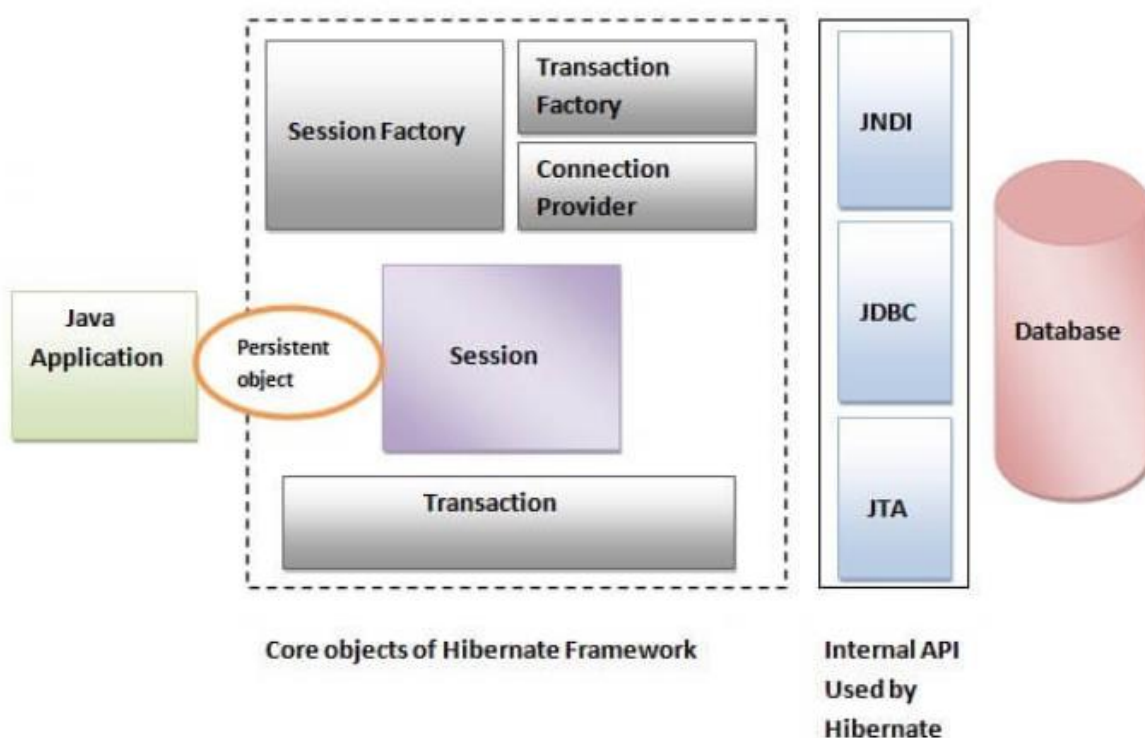 Session Factory
Transaction
Factory
Connection
Provider
Java
Application
Persistent
object
Session
Transaction
Core objects of Hibernate Framework
JNDI
JDBC
JTA
Internal API
Used by
Hibernate
Database